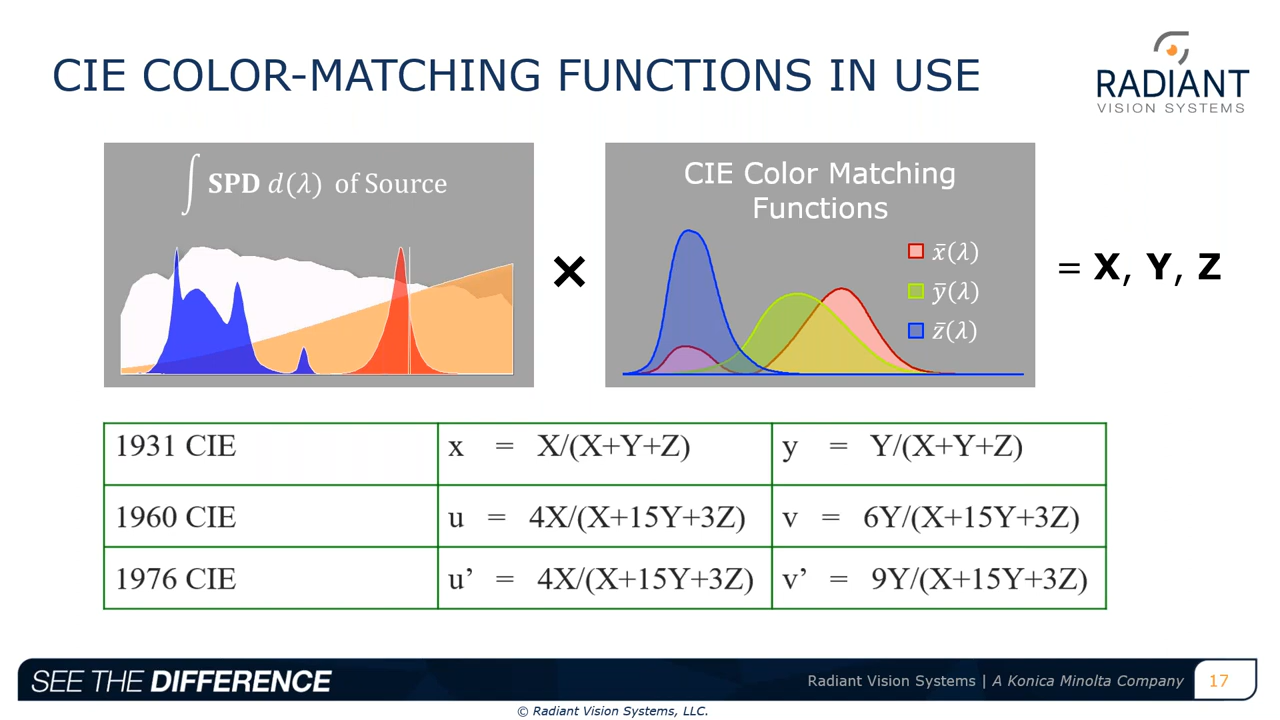 CIE COLOR-MATCHING FUNCTIONS IN USE
RADIANT
VISION SYSTEMS
∫ SPD d(λ) of Source
×
CIE Color Matching
Functions
x̄(λ)
ȳ(λ)
z̄(λ)
= X, Y, Z
1931 CIE x = X/(X+Y+Z) y = Y/(X+Y+Z)
1960 CIE u = 4X/(X+15Y+3Z) v = 6Y/(X+15Y+3Z)
1976 CIE u’ = 4X/(X+15Y+3Z) v’ = 9Y/(X+15Y+3Z)
SEE THE DIFFERENCE
Radiant Vision Systems | A Konica Minolta Company
17
© Radiant Vision Systems, LLC.